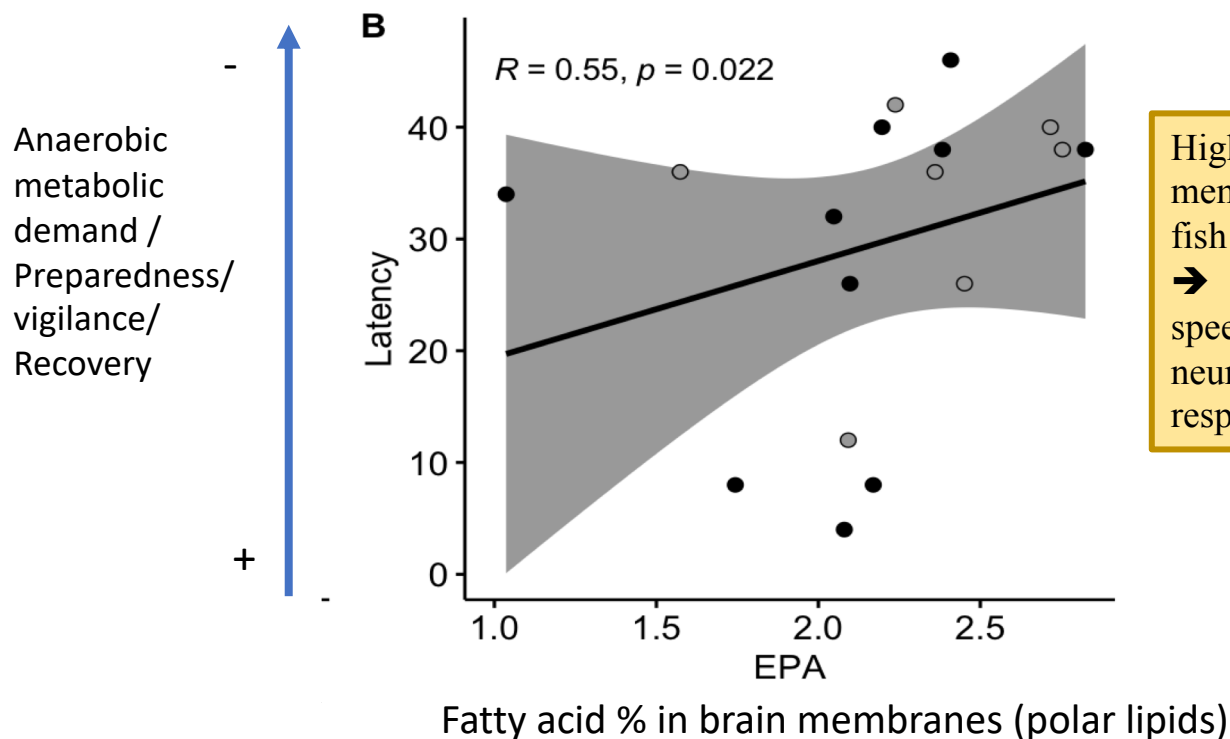 B
R = 0.55, p = 0.022
-
Anaerobic
metabolic
demand /
Preparedness/
vigilance/
Recovery
+
-
Latency
40
30
20
10
0
1.0 1.5 2.0 2.5
EPA
Fatty acid % in brain membranes (polar lipids)
High
mem
fish
➔
spee
neur
resp